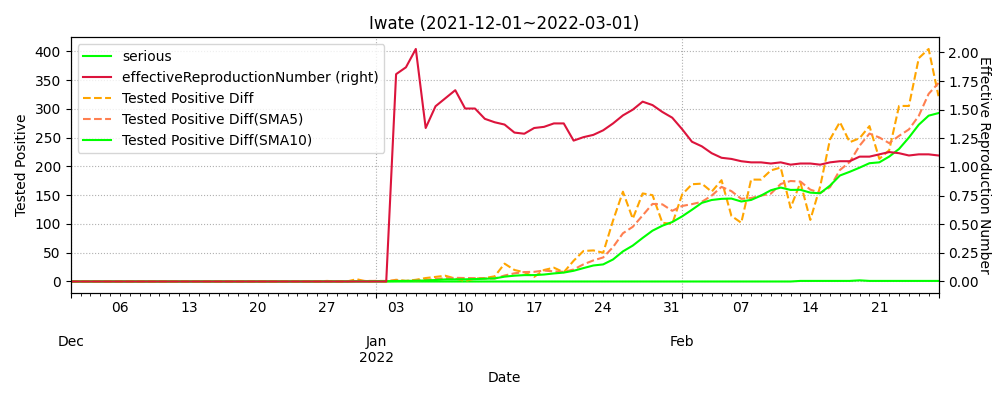 Iwate (2021-12-01~2022-03-01)
serious
effectiveReproductionNumber (right)
Tested Positive Diff
Tested Positive Diff(SMA5)
Tested Positive Diff(SMA10)
Tested Positive
400
350
300
250
200
150
100
50
0
2.00
1.75
1.50
1.25
1.00
0.75
0.50
0.25
0.00
Effective Reproduction Number
06 13 20 27 03 10 17 24 31 07 14 21
Dec Jan Feb
2022
Date